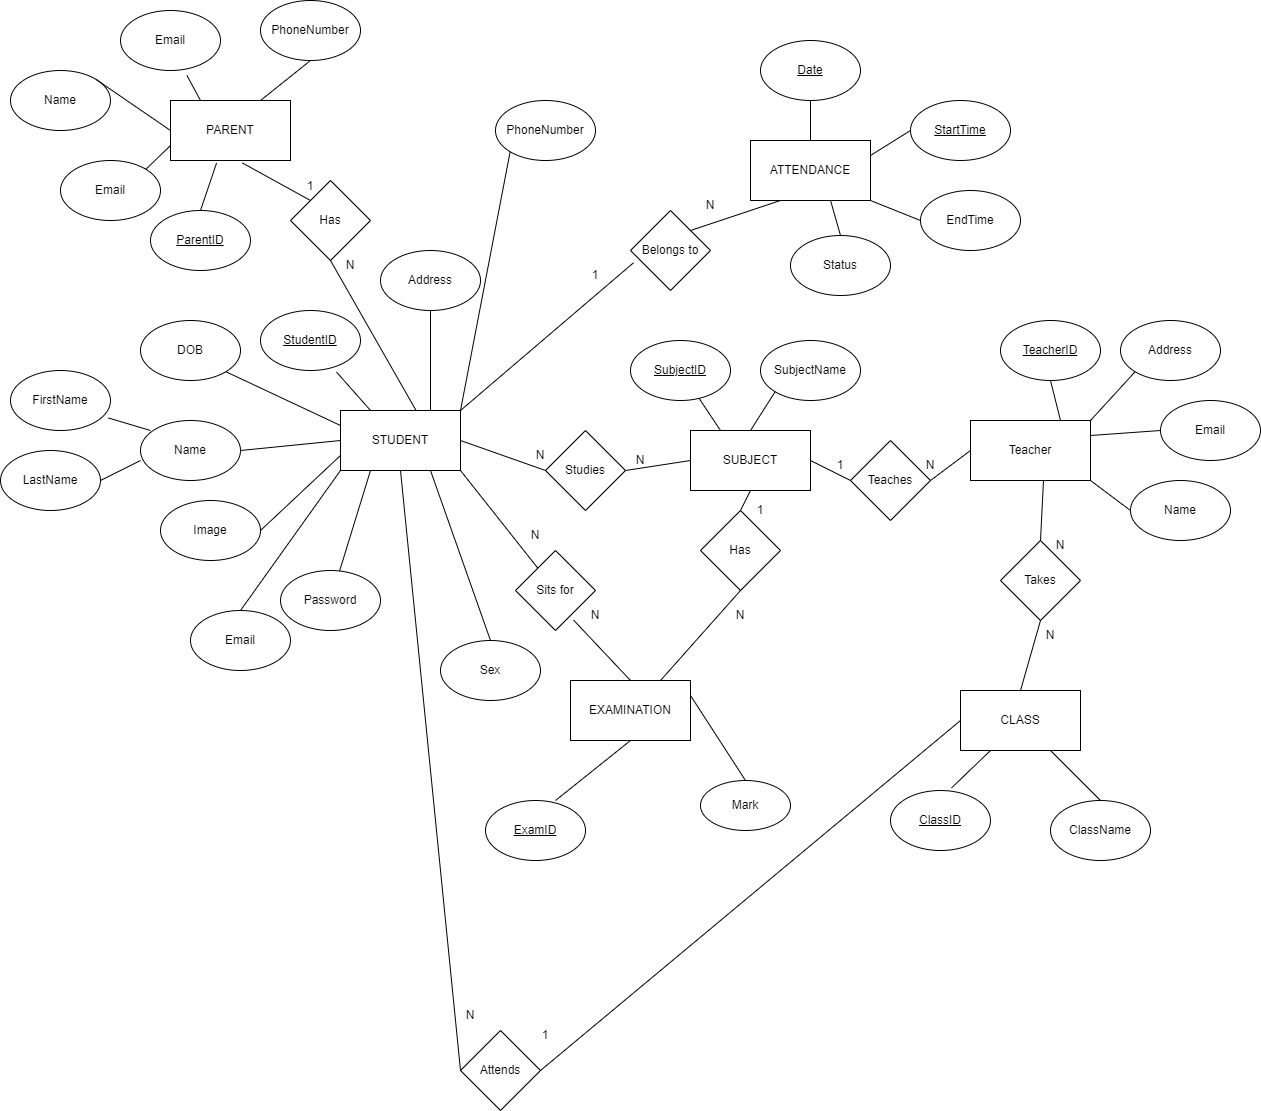 PhoneNumber
Email
Name
PARENT
Email
ParentID
1
Has
N
PhoneNumber
Date
StartTime
ATTENDANCE
EndTime
Status
N
Belongs to
1
Address
StudentID
DOB
FirstName
Name
LastName
STUDENT
Image
Password
Email
Sex
N
Studies
N
SubjectID
SubjectName
SUBJECT
1
Teaches
N
TeacherID
Address
Email
Teacher
Name
N
Sits for
N
1
Has
N
N
Takes
N
EXAMINATION
Mark
ExamID
CLASS
ClassID
ClassName
N
1
Attends